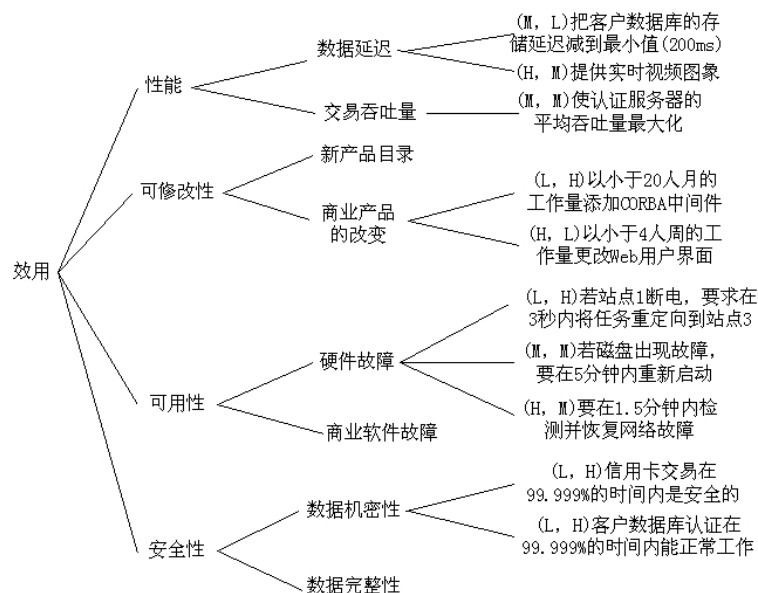 效用
性能
数据延迟
(M, L)把客户数据库的存
储延迟减到最小值(200ms)
(H, M)提供实时视频图象
交易吞吐量
(M, M)使认证服务器的
平均吞吐量最大化
可修改性
新产品目录
商业产品
的改变
(L, H)以小于20人月的
工作量添加CORBA中间件
(H, L)以小于4人周的工
作量更改Web用户界面
可用性
硬件故障
(L, H)若站点1断电，要求在
3秒内将任务重定向到站点3
(M, M)若磁盘出现故障，
要在5分钟内重新启动
(H, M)要在1.5分钟内检
测并恢复网络故障
商业软件故障
安全性
数据机密性
(L, H)信用卡交易在
99.999%的时间内是安全的
(L, H)客户数据库认证在
99.999%的时间内能正常工作
数据完整性